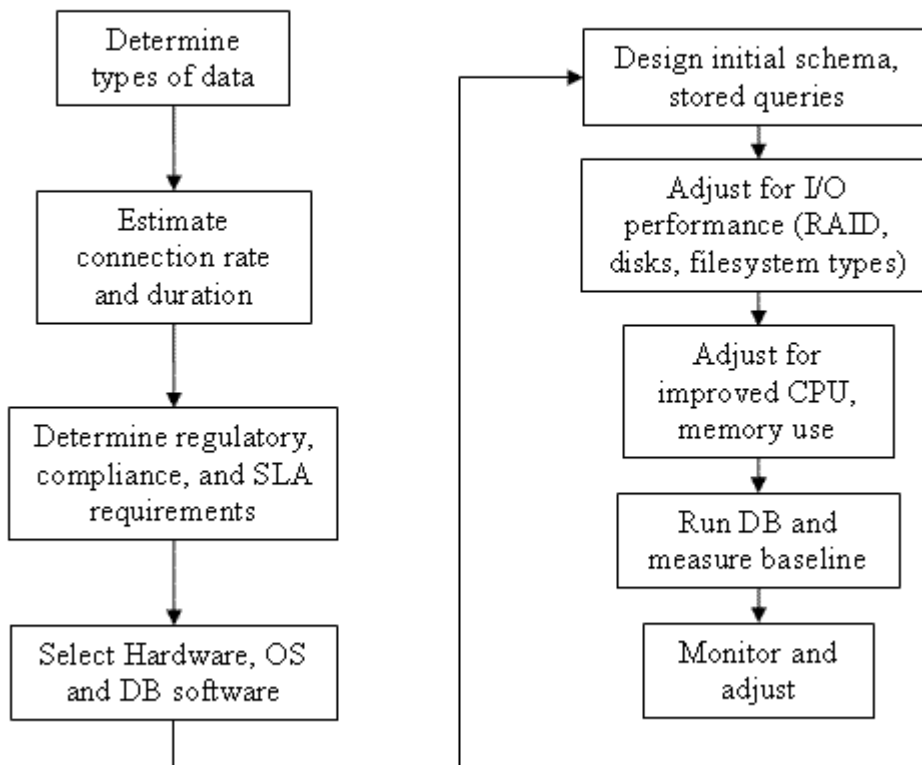 Determine
types of data
Estimate
connection rate
and duration
Determine regulatory,
compliance, and SLA
requirements
Select Hardware, OS
and DB software
Design initial schema,
stored queries
Adjust for I/O
performance (RAID,
disks, filesystem types)
Adjust for
improved CPU,
memory use
Run DB and
measure baseline
Monitor and
adjust